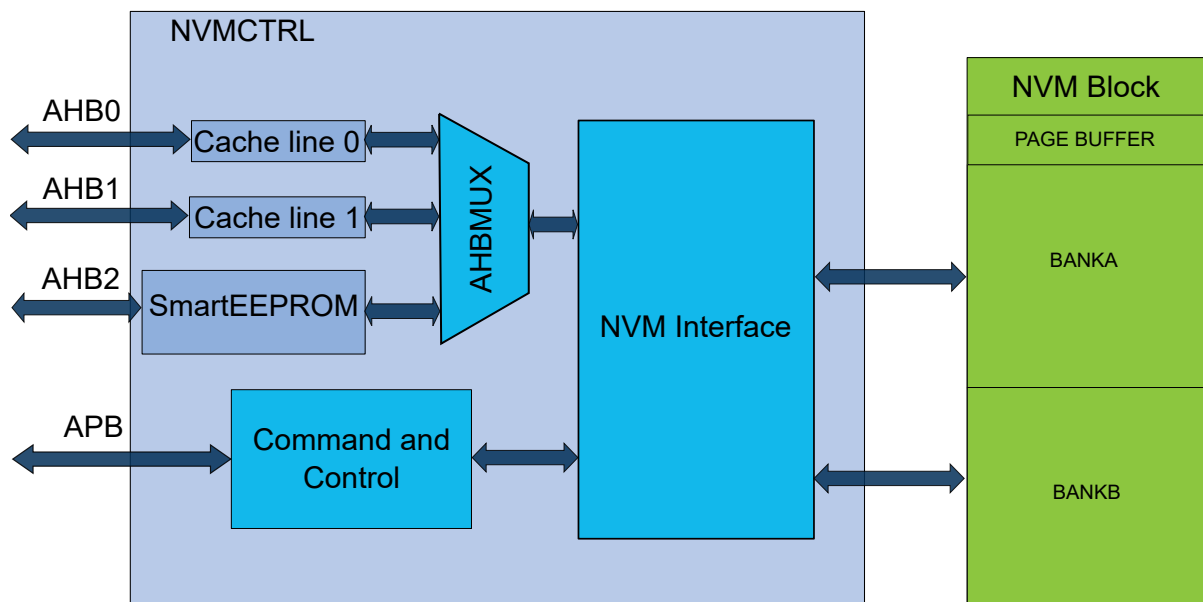 NVMCTRL
AHB0
Cache line 0
AHB1
Cache line 1
AHB2
SmartEEPROM
AHBMUX
APB
Command and
Control
NVM Interface
NVM Block
PAGE BUFFER
BANKA
BANKB